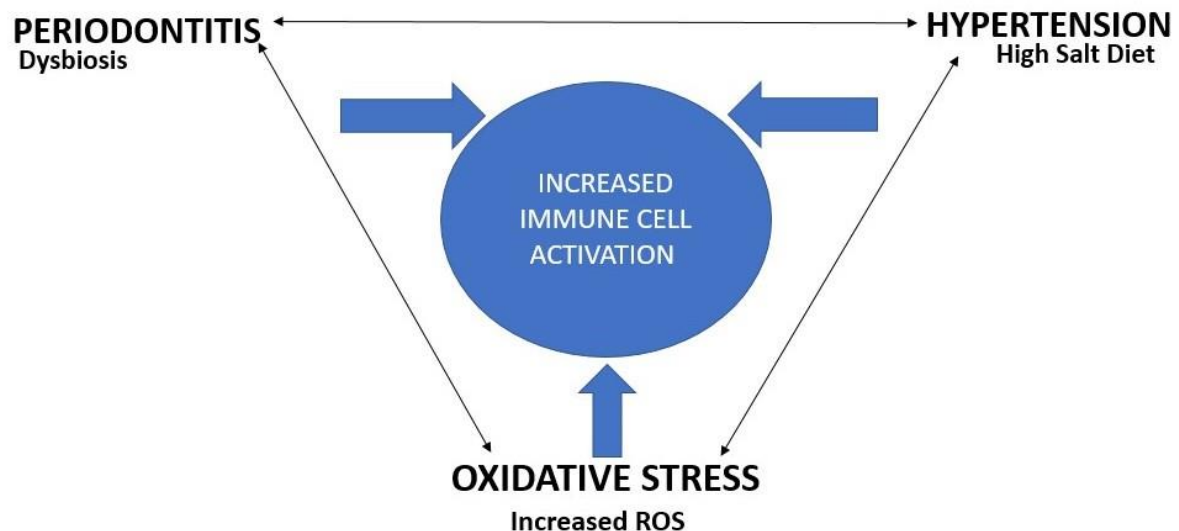 PERIODONTITIS
Dysbiosis
HYPERTENSION
High Salt Diet
INCREASED
IMMUNE CELL
ACTIVATION
OXIDATIVE STRESS
Increased ROS